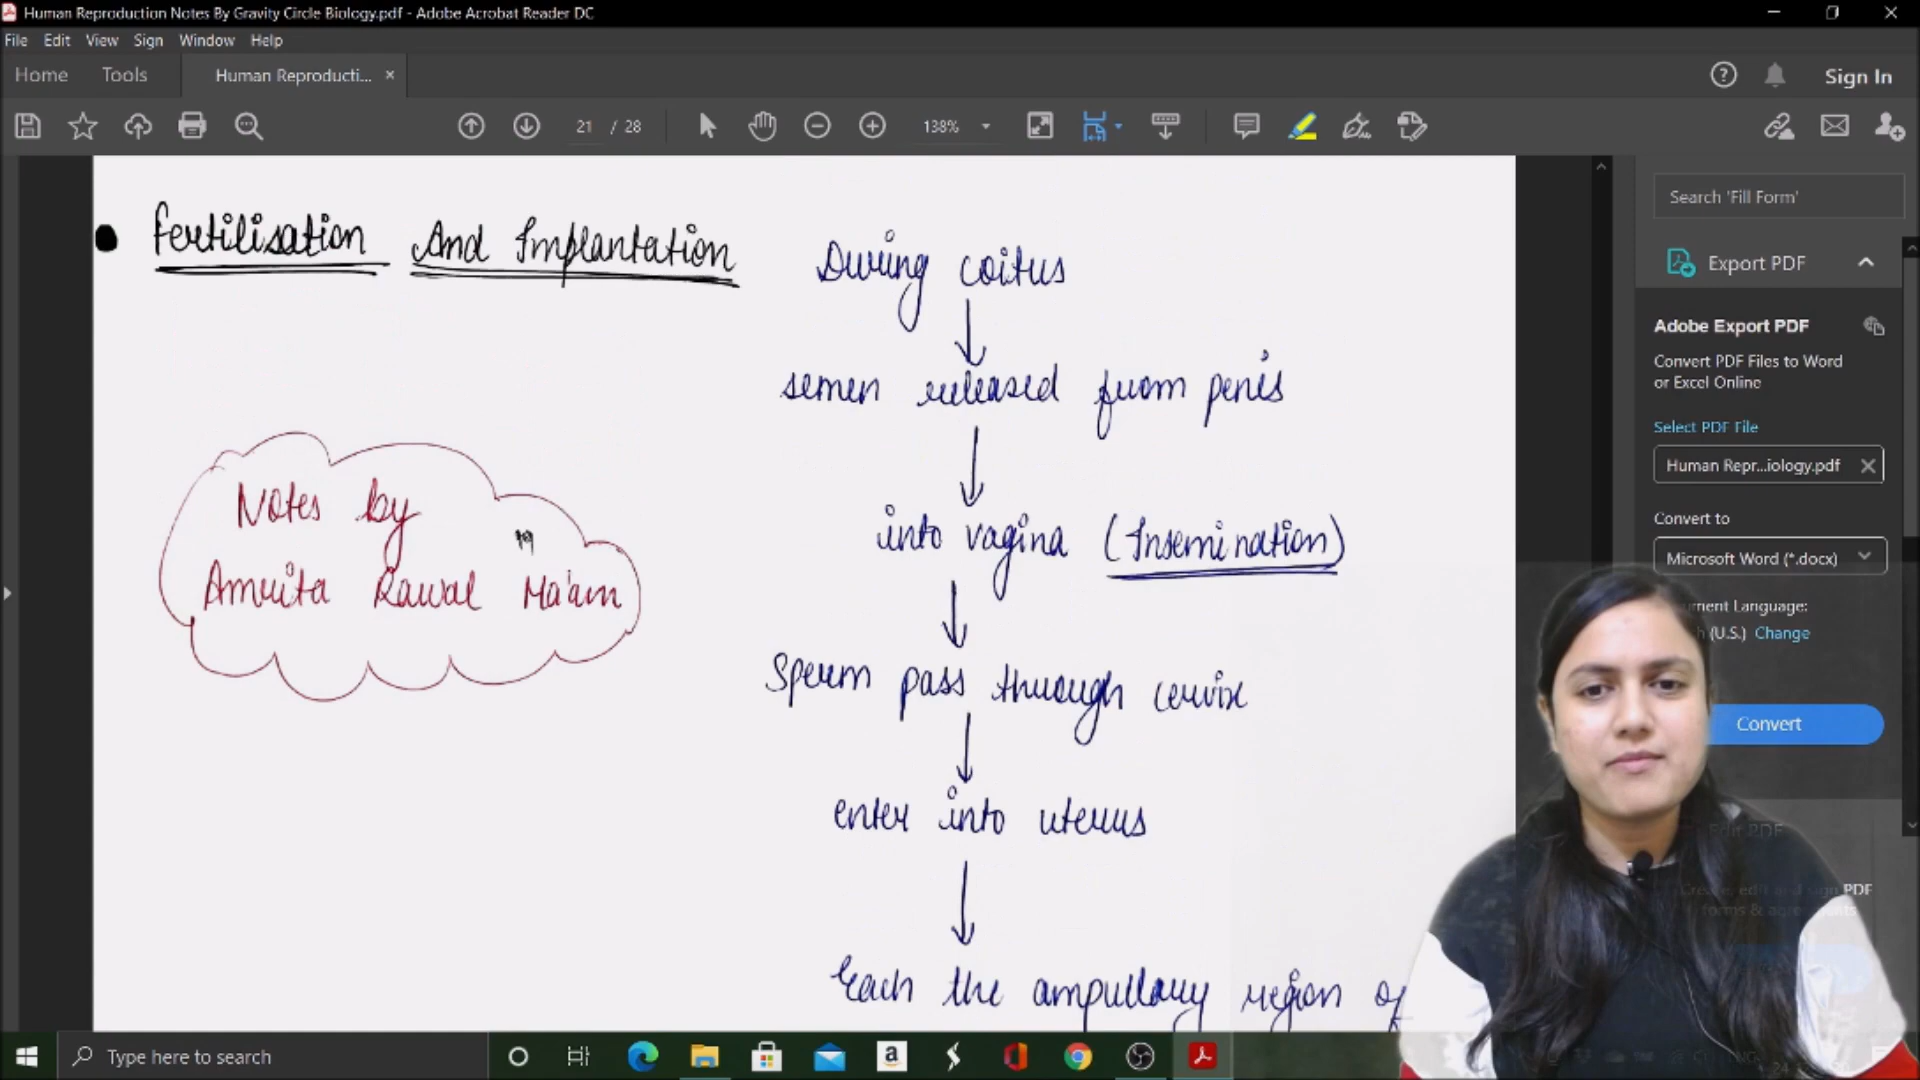 Human Reproduction Notes By Gravity Circle Biology.pdf - Adobe Acrobat Reader DC
File Edit View Sign Window Help
Home Tools Human Reproducti... × Sign In
21 / 28 138%
Search 'Fill Form'
Export PDF
Adobe Export PDF
Convert PDF Files to Word
or Excel Online
Select PDF File
Human Repr...iology.pdf
Convert to
Microsoft Word (*.docx)
Language:
(U.S.) Change
Convert
Edit PDF
PDF
Fertilisation And Implantation
During coitus
semen released from penis
into vagina (Insemination)
Sperm pass through cervix
enter into uterus
the ampullary region of
Notes by
Amrita Rawal Ma'am
Type here to search